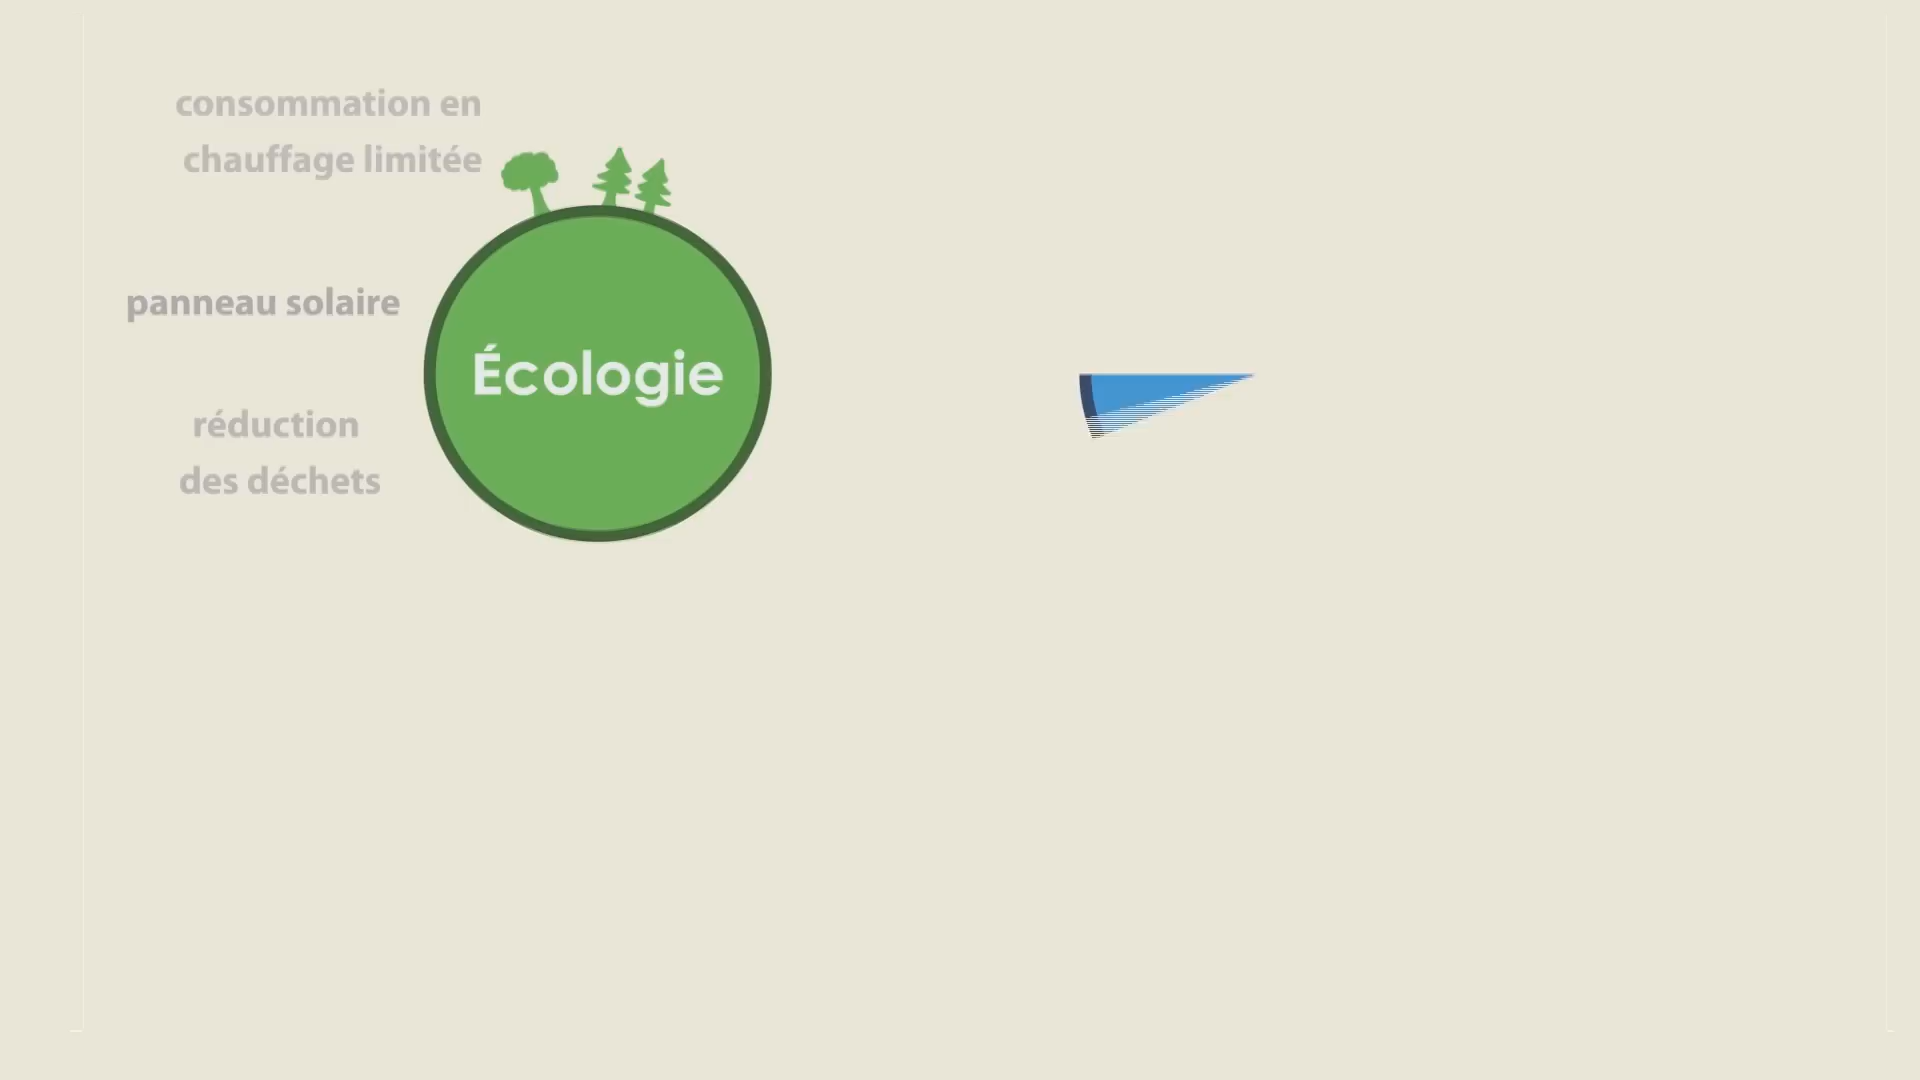 consommation en
chauffage limitée
panneau solaire
Écologie
réduction
des déchets